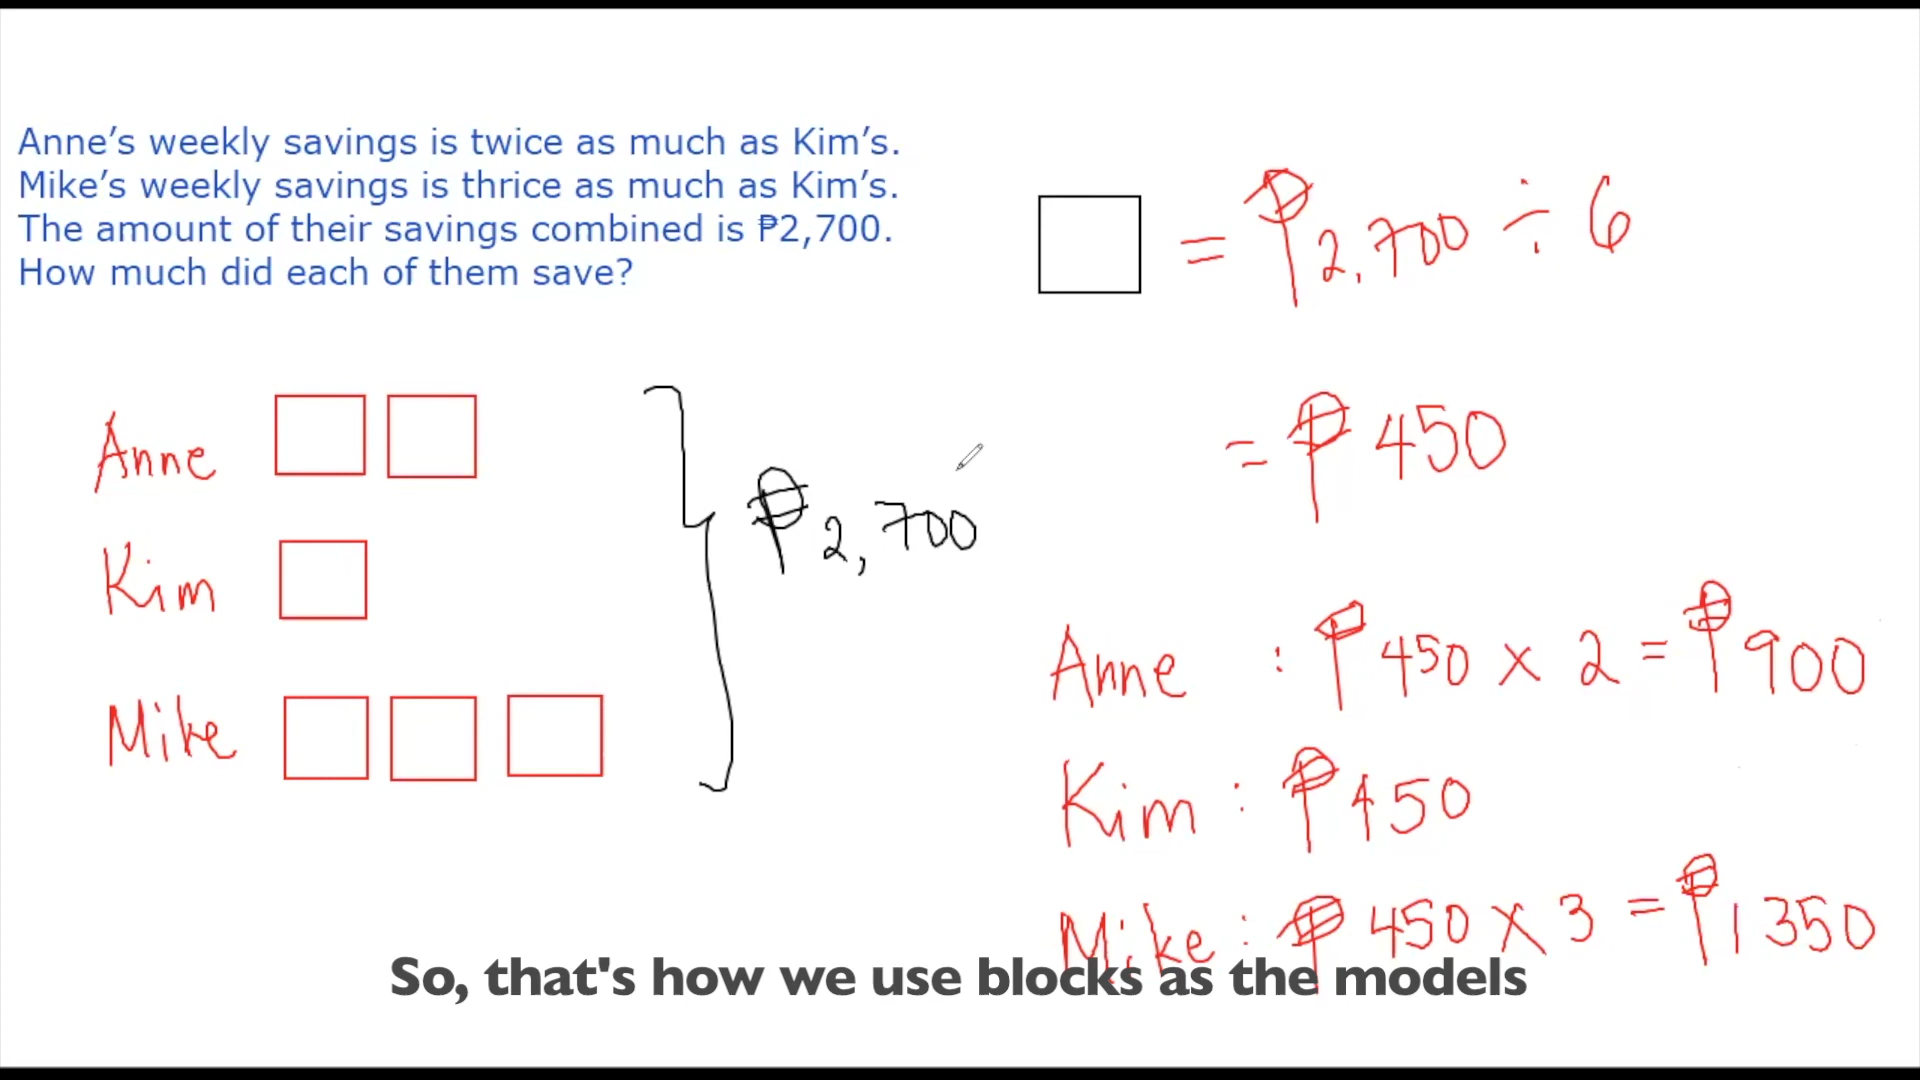 Anne’s weekly savings is twice as much as Kim’s.
Mike’s weekly savings is thrice as much as Kim’s.
The amount of their savings combined is ₱2,700.
How much did each of them save?
= ₱2,700 ÷ 6
= ₱450
Anne
Kim
Mike
₱2,700
Anne : ₱450 x 2 = ₱900
Kim : ₱450
Mike : ₱450 x 3 = ₱1350
So, that's how we use blocks as the models